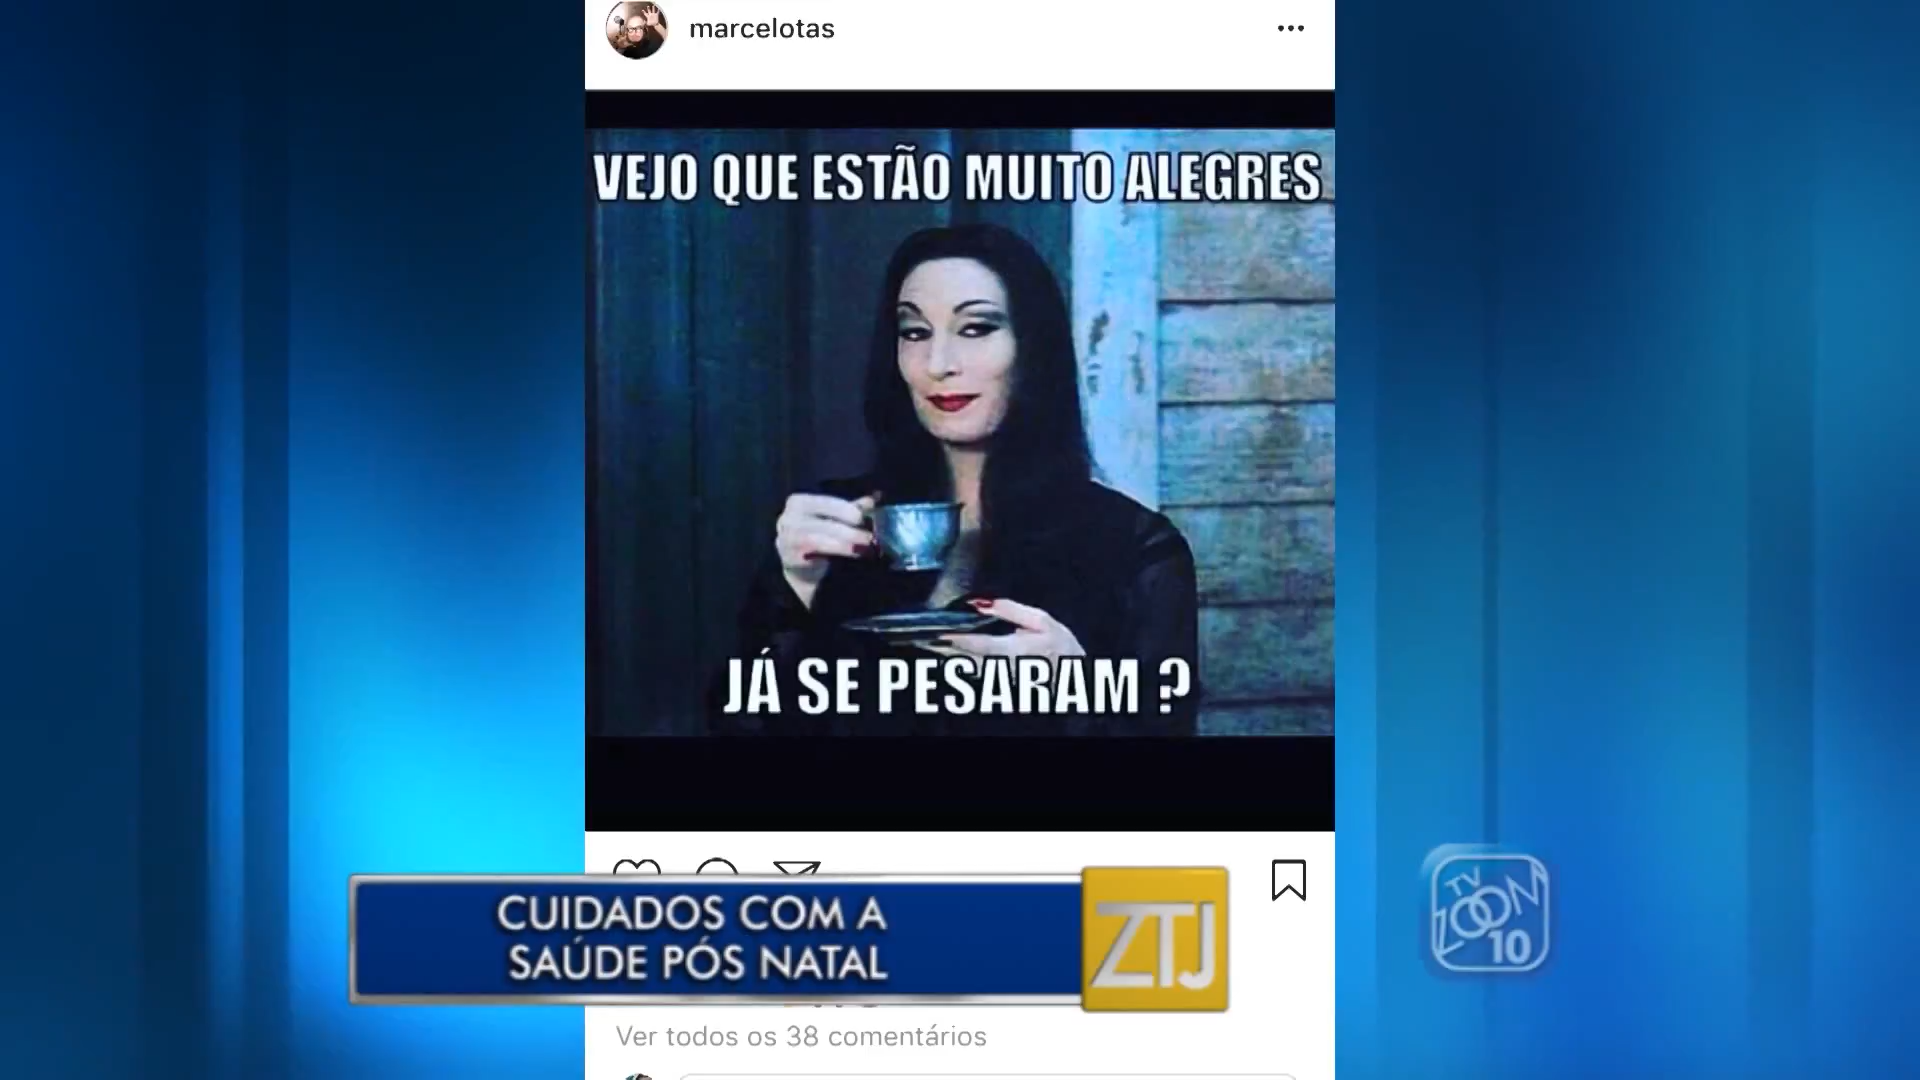 marcelotas
VEJO QUE ESTÃO MUITO ALEGRES
JÁ SE PESARAM ?
CUIDADOS COM A
SAÚDE PÓS NATAL
ZTJ
TV
ZOOM
10
Ver todos os 38 comentários